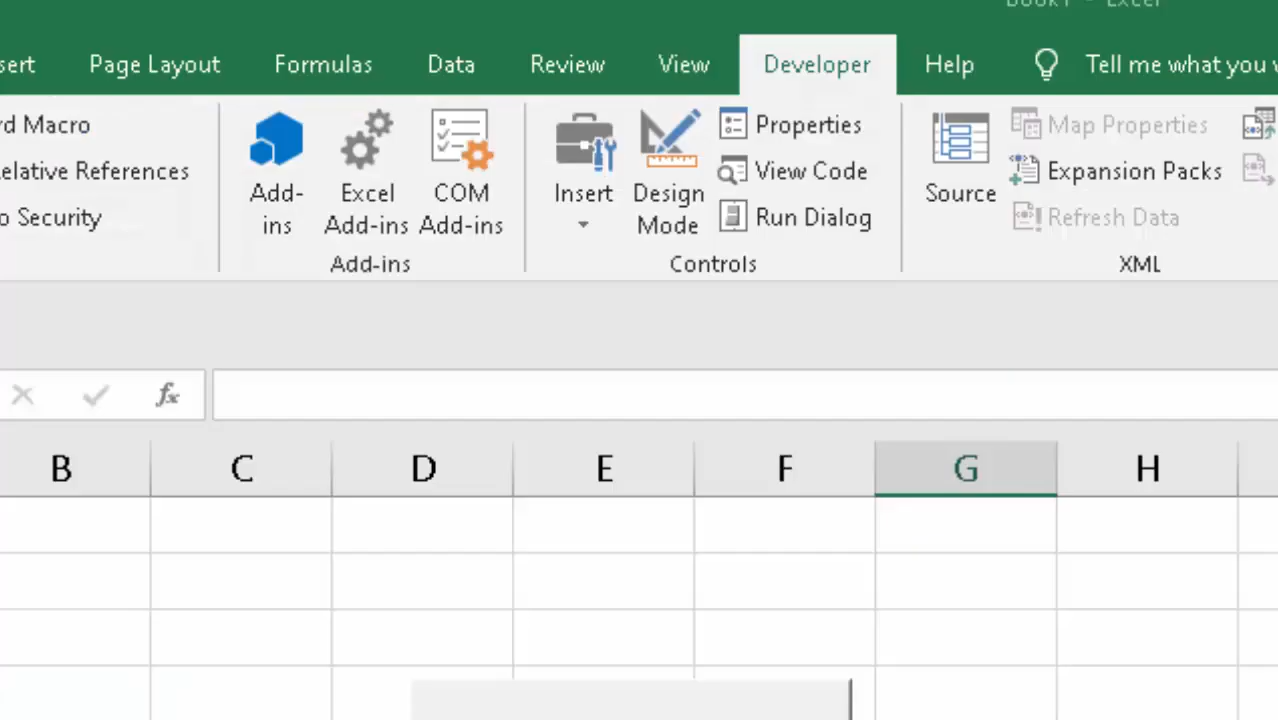 Book1 - Excel
sert Page Layout Formulas Data Review View Developer Help Tell me what you w
rd Macro
elative References
o Security
Add-
ins
Excel
Add-ins
COM
Add-ins
Add-ins
Insert
Design
Mode
Properties
View Code
Run Dialog
Controls
Source
Map Properties
Expansion Packs
Refresh Data
XML
fx
B C D E F G H